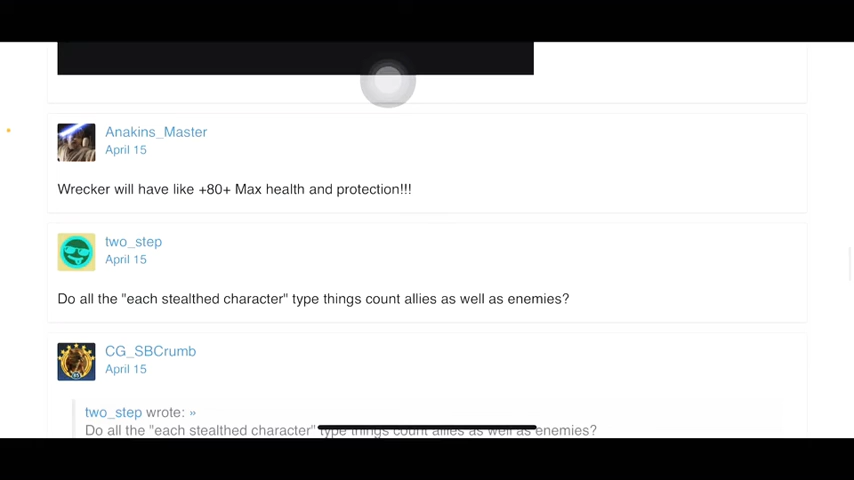 Anakins_Master
April 15
Wrecker will have like +80+ Max health and protection!!!
two_step
April 15
Do all the "each stealthed character" type things count allies as well as enemies?
CG_SBCrumb
April 15
two_step wrote: »
Do all the "each stealthed character" type things count allies as well as enemies?